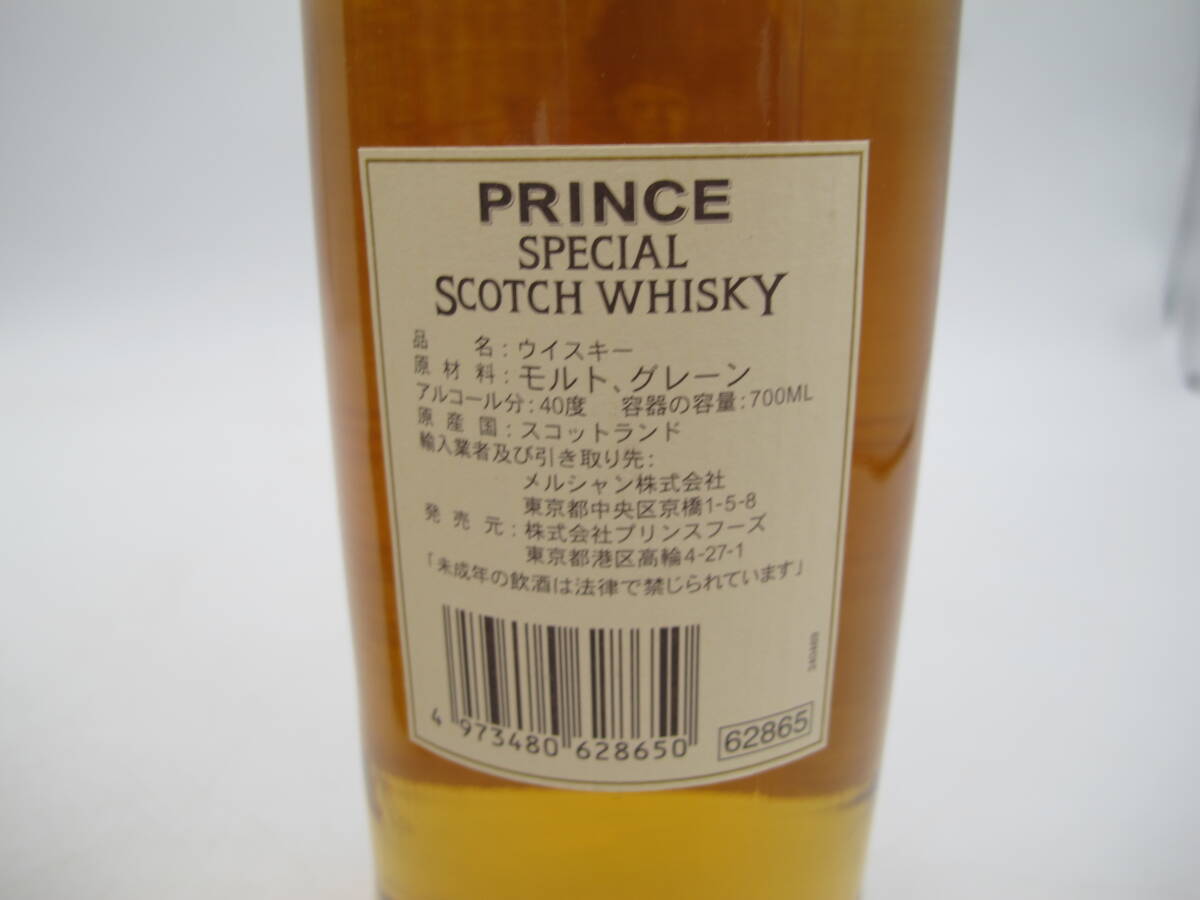 PRINCE
SPECIAL
SCOTCH WHISKY
品名:ウイスキー
原材料:モルト、グレーン
アルコール分:40度 容器の容量:700ML
原産国:スコットランド
輸入業者及び引き取り先:
メルシャン株式会社
東京都中央区京橋1-5-8
発売元:株式会社プリンスフーズ
東京都港区高輪4-27-1
「未成年の飲酒は法律で禁じられています」
4 973480 628650
62865